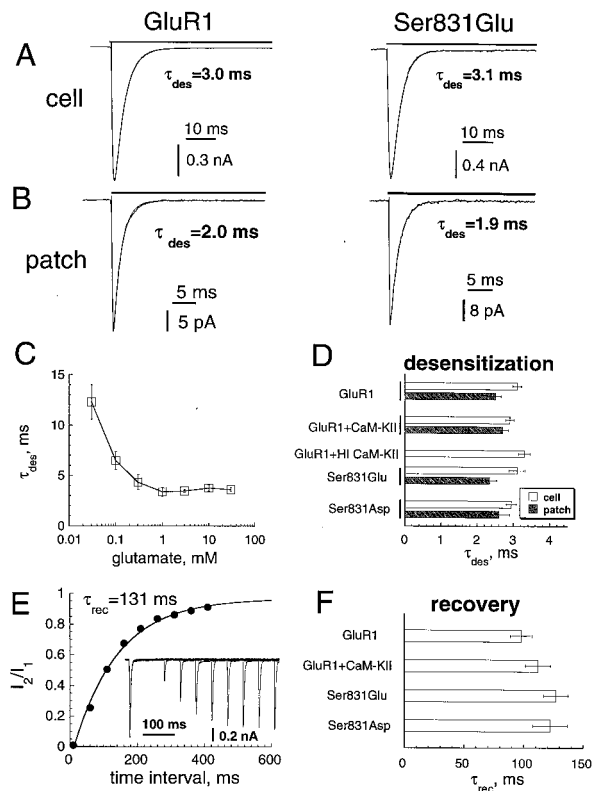 GluR1
Ser831Glu
A
cell
τdes=3.0 ms
10 ms
0.3 nA
τdes=3.1 ms
10 ms
0.4 nA
B
patch
τdes=2.0 ms
5 ms
5 pA
τdes=1.9 ms
5 ms
8 pA
C
15
10
5
0
τdes, ms
0.01 0.1 1 10 100
glutamate, mM
D
desensitization
GluR1
GluR1+CaM-KII
GluR1+HI CaM-KII
Ser831Glu
Ser831Asp
cell
patch
0 1 2 3 4
τdes, ms
E
τrec=131 ms
1
0.8
0.6
0.4
0.2
0
I2/I1
100 ms
0.2 nA
0 200 400 600
time interval, ms
F
recovery
GluR1
GluR1+CaM-KII
Ser831Glu
Ser831Asp
0 50 100 150
τrec, ms